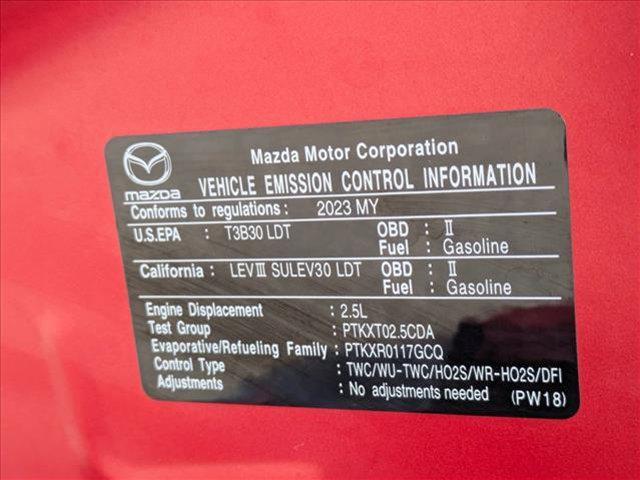 Mazda Motor Corporation
mazda VEHICLE EMISSION CONTROL INFORMATION
Conforms to regulations : 2023 MY
U.S.EPA : T3B30 LDT OBD : II
Fuel : Gasoline
California : LEVIII SULEV30 LDT OBD : II
Fuel : Gasoline
Engine Displacement : 2.5L
Test Group : PTKXT02.5CDA
Evaporative/Refueling Family : PTKXR0117GCQ
Control Type : TWC/WU-TWC/HO2S/WR-HO2S/DFI
Adjustments : No adjustments needed (PW18)